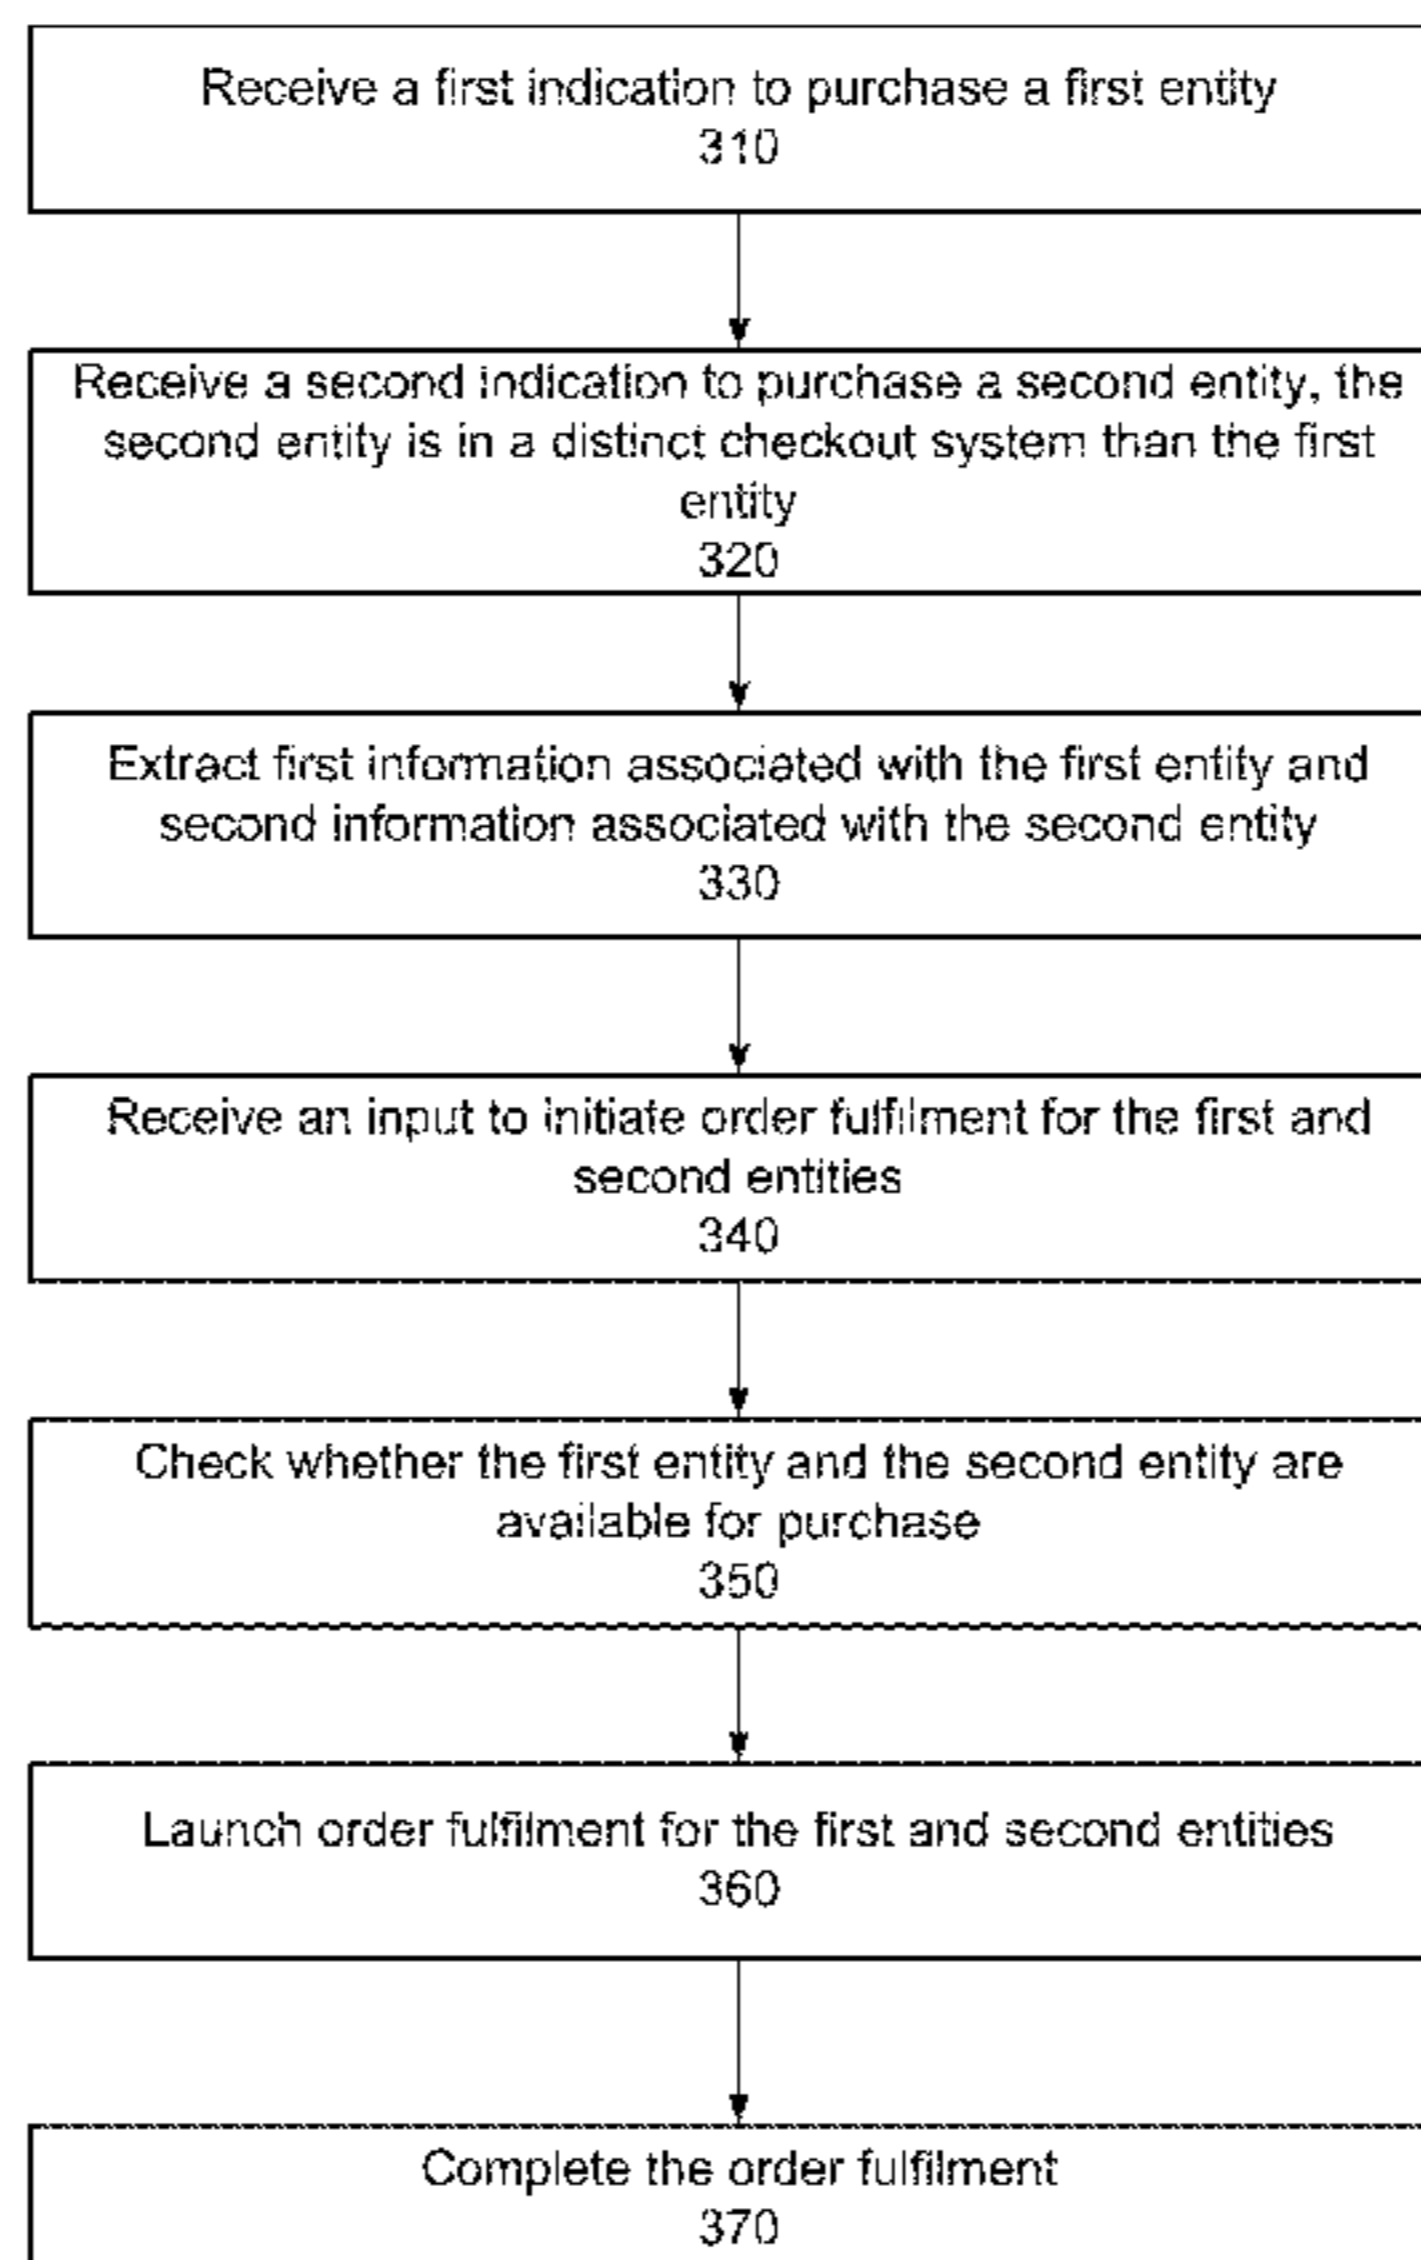 Receive a first indication to purchase a first entity
310
Receive a second indication to purchase a second entity, the
second entity is in a distinct checkout system than the first
entity
320
Extract first information associated with the first entity and
second information associated with the second entity
330
Receive an input to initiate order fulfilment for the first and
second entities
340
Check whether the first entity and the second entity are
available for purchase
350
Launch order fulfilment for the first and second entities
360
Complete the order fulfilment
370